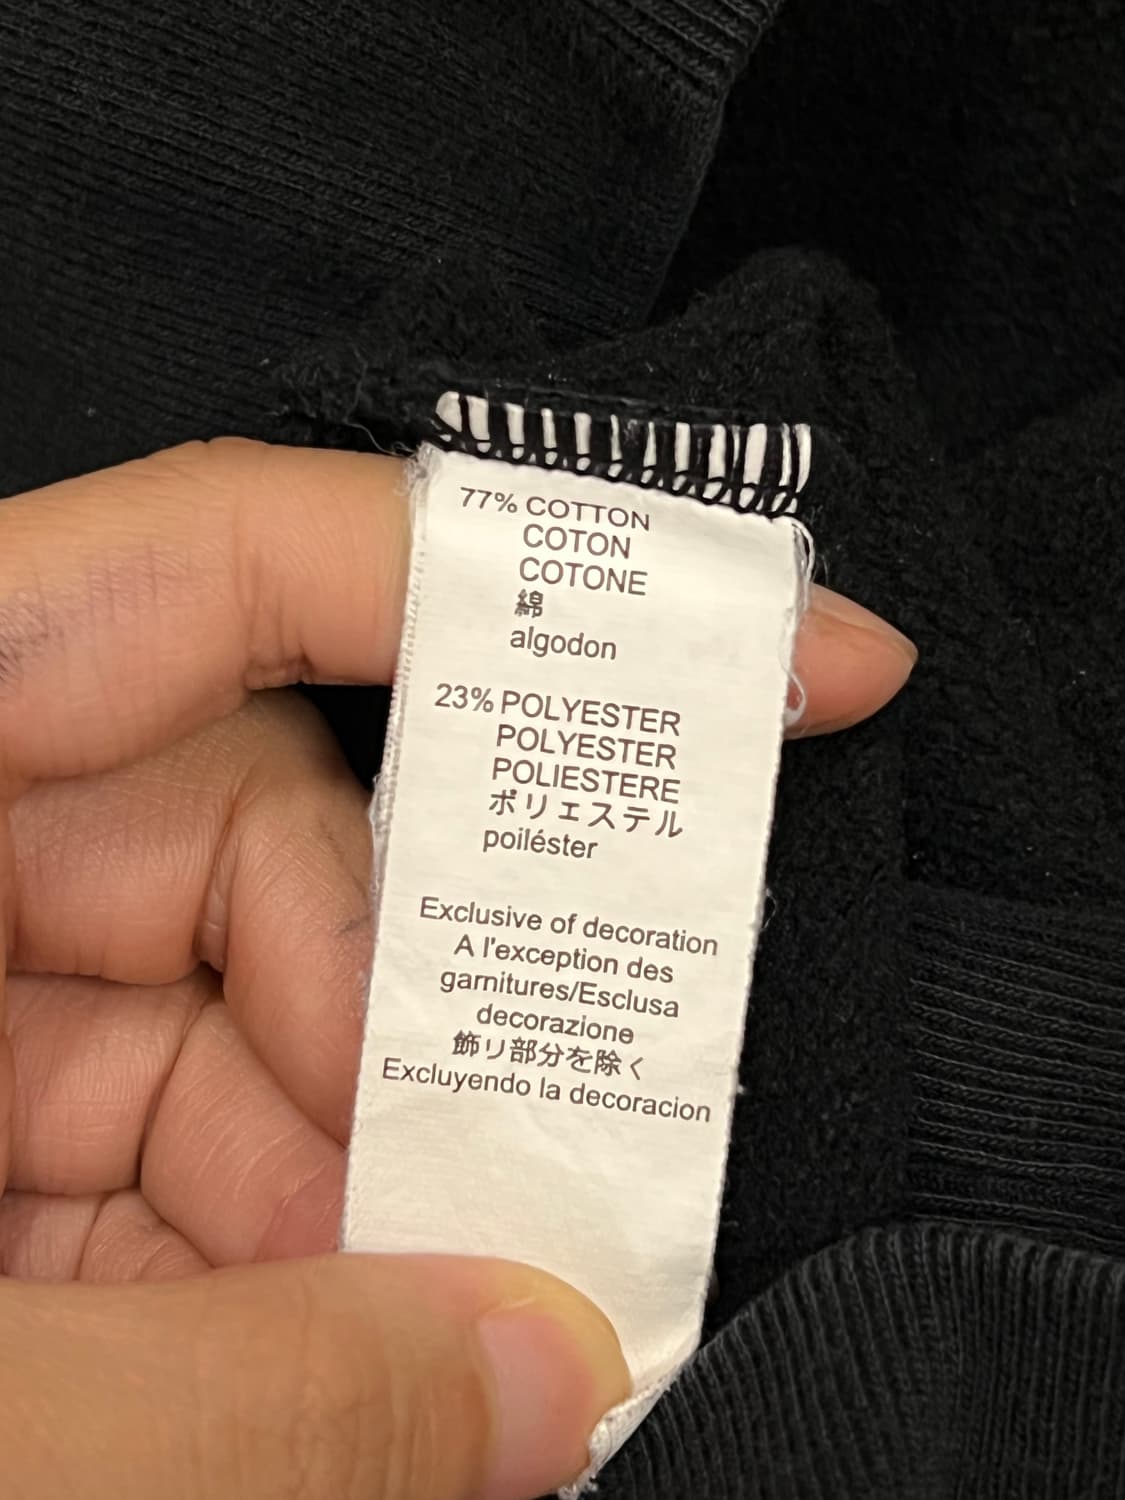 77% COTTON
COTON
COTONE
綿
algodon
23% POLYESTER
POLYESTER
POLIESTERE
ポリエステル
poiléster
Exclusive of decoration
A l'exception des
garnitures/Esclusa
decorazione
飾り部分を除く
Excluyendo la decoracion